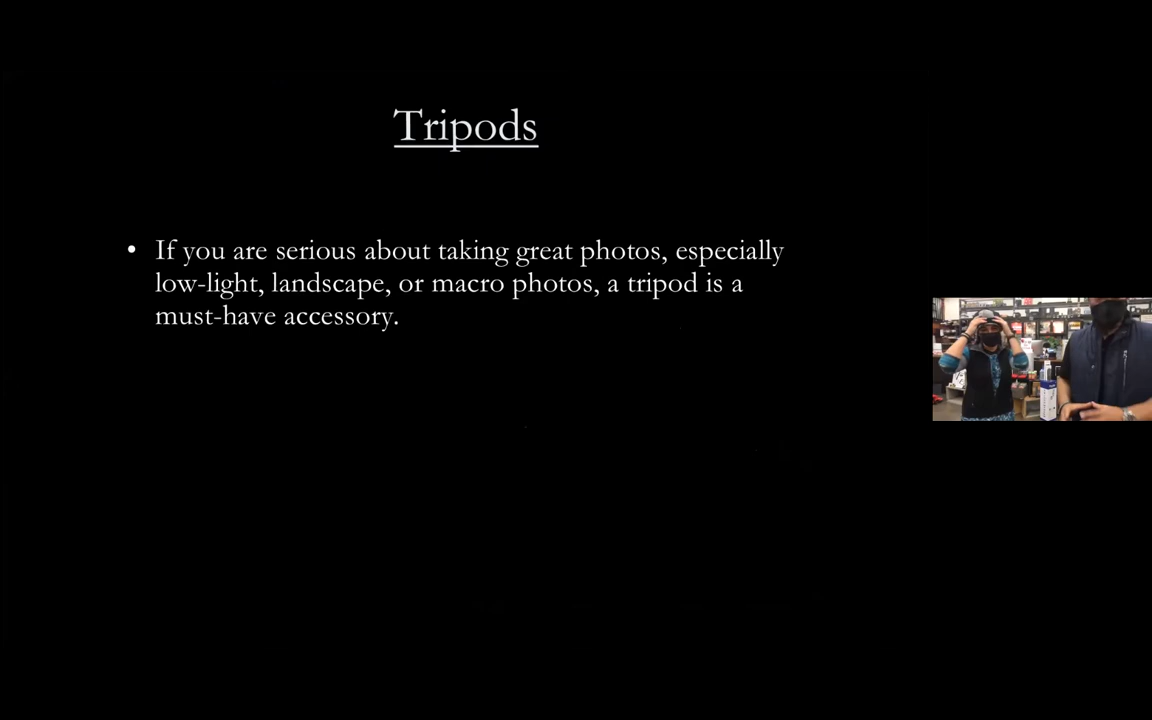 Tripods
• If you are serious about taking great photos, especially
low-light, landscape, or macro photos, a tripod is a
must-have accessory.